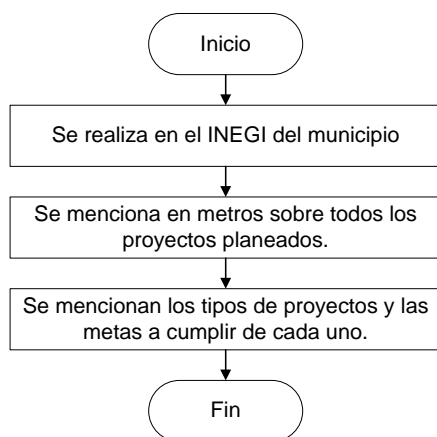 Inicio
Se realiza en el INEGI del municipio
Se menciona en metros sobre todos los
proyectos planeados.
Se mencionan los tipos de proyectos y las
metas a cumplir de cada uno.
Fin